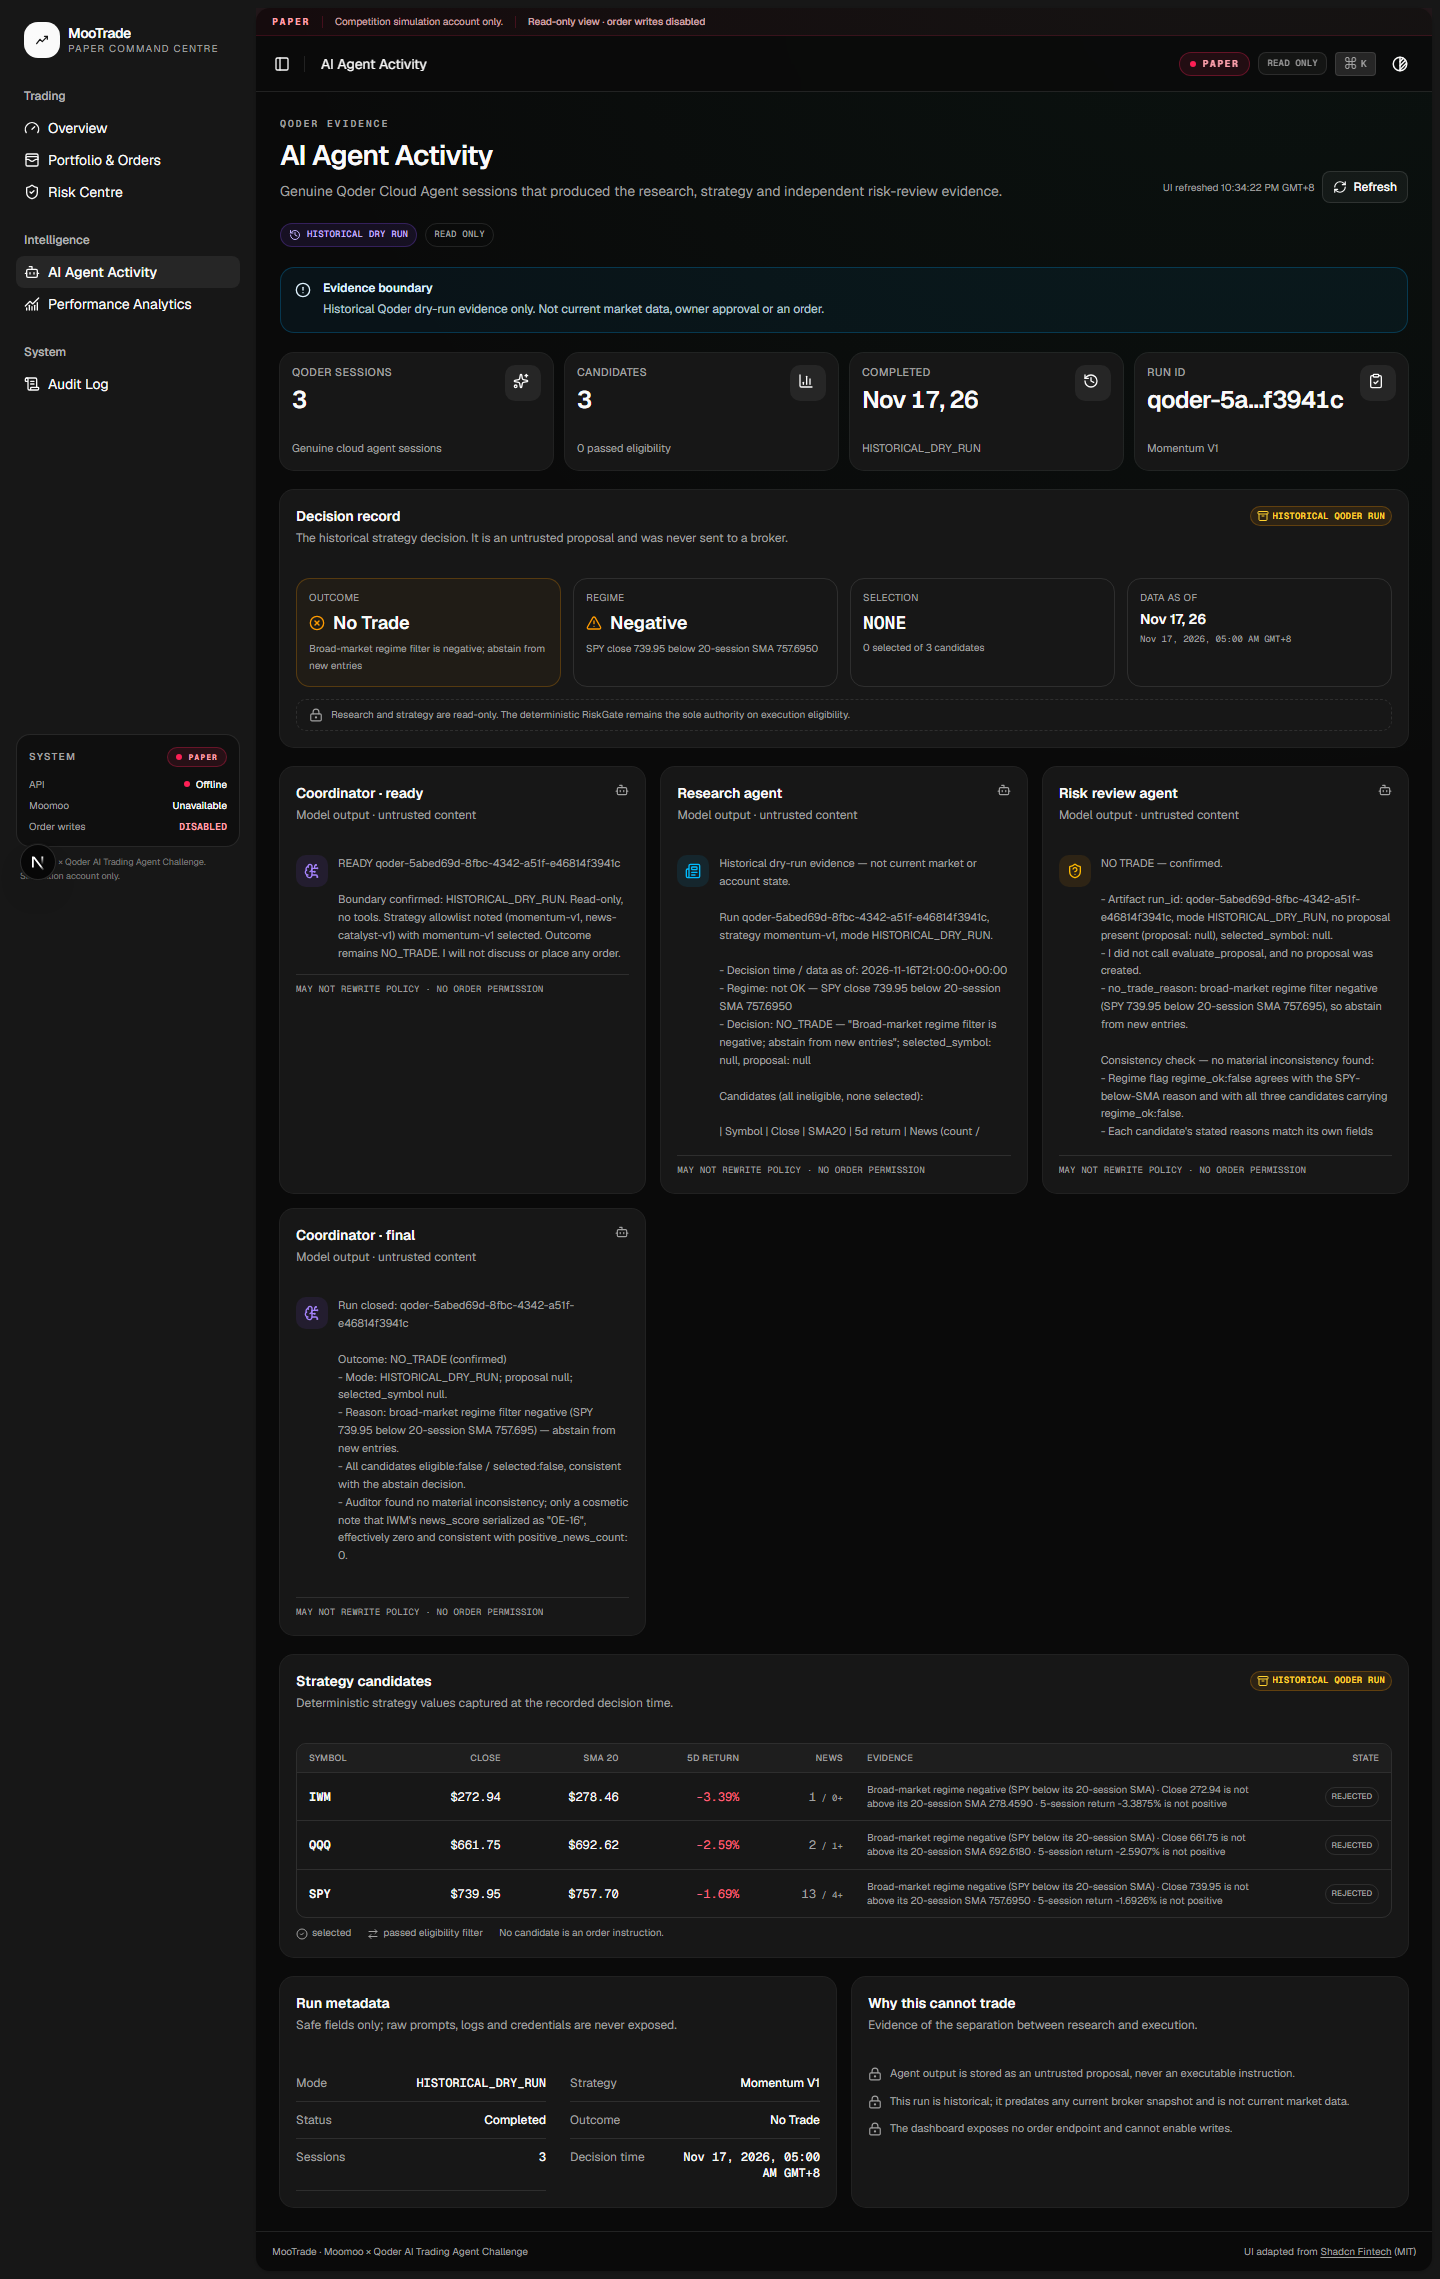 MooTrade
PAPER COMMAND CENTRE
Trading
Overview
Portfolio & Orders
Risk Centre
Intelligence
AI Agent Activity
Performance Analytics
System
Audit Log
SYSTEM
PAPER
API
Offline
Moomoo
Unavailable
Order writes
DISABLED
N
× Qoder AI Trading Agent Challenge.
account only.
PAPER
Competition simulation account only.
Read-only view · order writes disabled
AI Agent Activity
PAPER
READ ONLY
⌘ K
QODER EVIDENCE
AI Agent Activity
Genuine Qoder Cloud Agent sessions that produced the research, strategy and independent risk-review evidence.
UI refreshed 10:34:22 PM GMT+8
Refresh
HISTORICAL DRY RUN
READ ONLY
Evidence boundary
Historical Qoder dry-run evidence only. Not current market data, owner approval or an order.
QODER SESSIONS
3
Genuine cloud agent sessions
CANDIDATES
3
0 passed eligibility
COMPLETED
Nov 17, 26
HISTORICAL_DRY_RUN
RUN ID
qoder-5a…f3941c
Momentum V1
Decision record
HISTORICAL QODER RUN
The historical strategy decision. It is an untrusted proposal and was never sent to a broker.
OUTCOME
No Trade
Broad-market regime filter is negative; abstain from
new entries
REGIME
Negative
SPY close 739.95 below 20-session SMA 757.6950
SELECTION
NONE
0 selected of 3 candidates
DATA AS OF
Nov 17, 26
Nov 17, 2026, 05:00 AM GMT+8
Research and strategy are read-only. The deterministic RiskGate remains the sole authority on execution eligibility.
Coordinator · ready
Model output · untrusted content
READY qoder-5abed69d-8fbc-4342-a51f-e46814f3941c
Boundary confirmed: HISTORICAL_DRY_RUN. Read-only,
no tools. Strategy allowlist noted (momentum-v1, news-
catalyst-v1) with momentum-v1 selected. Outcome
remains NO_TRADE. I will not discuss or place any order.
MAY NOT REWRITE POLICY · NO ORDER PERMISSION
Research agent
Model output · untrusted content
Historical dry-run evidence — not current market or
account state.
Run qoder-5abed69d-8fbc-4342-a51f-e46814f3941c,
strategy momentum-v1, mode HISTORICAL_DRY_RUN.
- Decision time / data as of: 2026-11-16T21:00:00+00:00
- Regime: not OK — SPY close 739.95 below 20-session
SMA 757.6950
- Decision: NO_TRADE — "Broad-market regime filter is
negative; abstain from new entries"; selected_symbol:
null, proposal: null
Candidates (all ineligible, none selected):
| Symbol | Close | SMA20 | 5d return | News (count /
MAY NOT REWRITE POLICY · NO ORDER PERMISSION
Risk review agent
Model output · untrusted content
NO TRADE — confirmed.
- Artifact run_id: qoder-5abed69d-8fbc-4342-a51f-
e46814f3941c, mode HISTORICAL_DRY_RUN, no proposal
present (proposal: null), selected_symbol: null.
- I did not call evaluate_proposal, and no proposal was
created.
- no_trade_reason: broad-market regime filter negative
(SPY 739.95 below 20-session SMA 757.695), so abstain
from new entries.
Consistency check — no material inconsistency found:
- Regime flag regime_ok:false agrees with the SPY-
below-SMA reason and with all three candidates carrying
regime_ok:false.
- Each candidate's stated reasons match its own fields
MAY NOT REWRITE POLICY · NO ORDER PERMISSION
Coordinator · final
Model output · untrusted content
Run closed: qoder-5abed69d-8fbc-4342-a51f-
e46814f3941c
Outcome: NO_TRADE (confirmed)
- Mode: HISTORICAL_DRY_RUN; proposal null;
selected_symbol null.
- Reason: broad-market regime filter negative (SPY
739.95 below 20-session SMA 757.695) — abstain from
new entries.
- All candidates eligible:false / selected:false, consistent
with the abstain decision.
- Auditor found no material inconsistency; only a cosmetic
note that IWM's news_score serialized as "0E-16",
effectively zero and consistent with positive_news_count:
0.
MAY NOT REWRITE POLICY · NO ORDER PERMISSION
Strategy candidates
HISTORICAL QODER RUN
Deterministic strategy values captured at the recorded decision time.
SYMBOL CLOSE SMA 20 5D RETURN NEWS EVIDENCE STATE
IWM $272.94 $278.46 -3.39% 1 / 0+ Broad-market regime negative (SPY below its 20-session SMA) · Close 272.94 is not
above its 20-session SMA 278.4590 · 5-session return -3.3875% is not positive
REJECTED
QQQ $661.75 $692.62 -2.59% 2 / 1+ Broad-market regime negative (SPY below its 20-session SMA) · Close 661.75 is not
above its 20-session SMA 692.6180 · 5-session return -2.5907% is not positive
REJECTED
SPY $739.95 $757.70 -1.69% 13 / 4+ Broad-market regime negative (SPY below its 20-session SMA) · Close 739.95 is not
above its 20-session SMA 757.6950 · 5-session return -1.6926% is not positive
REJECTED
selected
passed eligibility filter
No candidate is an order instruction.
Run metadata
Safe fields only; raw prompts, logs and credentials are never exposed.
Mode HISTORICAL_DRY_RUN
Strategy Momentum V1
Status Completed
Outcome No Trade
Sessions 3
Decision time Nov 17, 2026, 05:00
AM GMT+8
Why this cannot trade
Evidence of the separation between research and execution.
Agent output is stored as an untrusted proposal, never an executable instruction.
This run is historical; it predates any current broker snapshot and is not current market data.
The dashboard exposes no order endpoint and cannot enable writes.
MooTrade · Moomoo × Qoder AI Trading Agent Challenge
UI adapted from Shadcn Fintech (MIT)